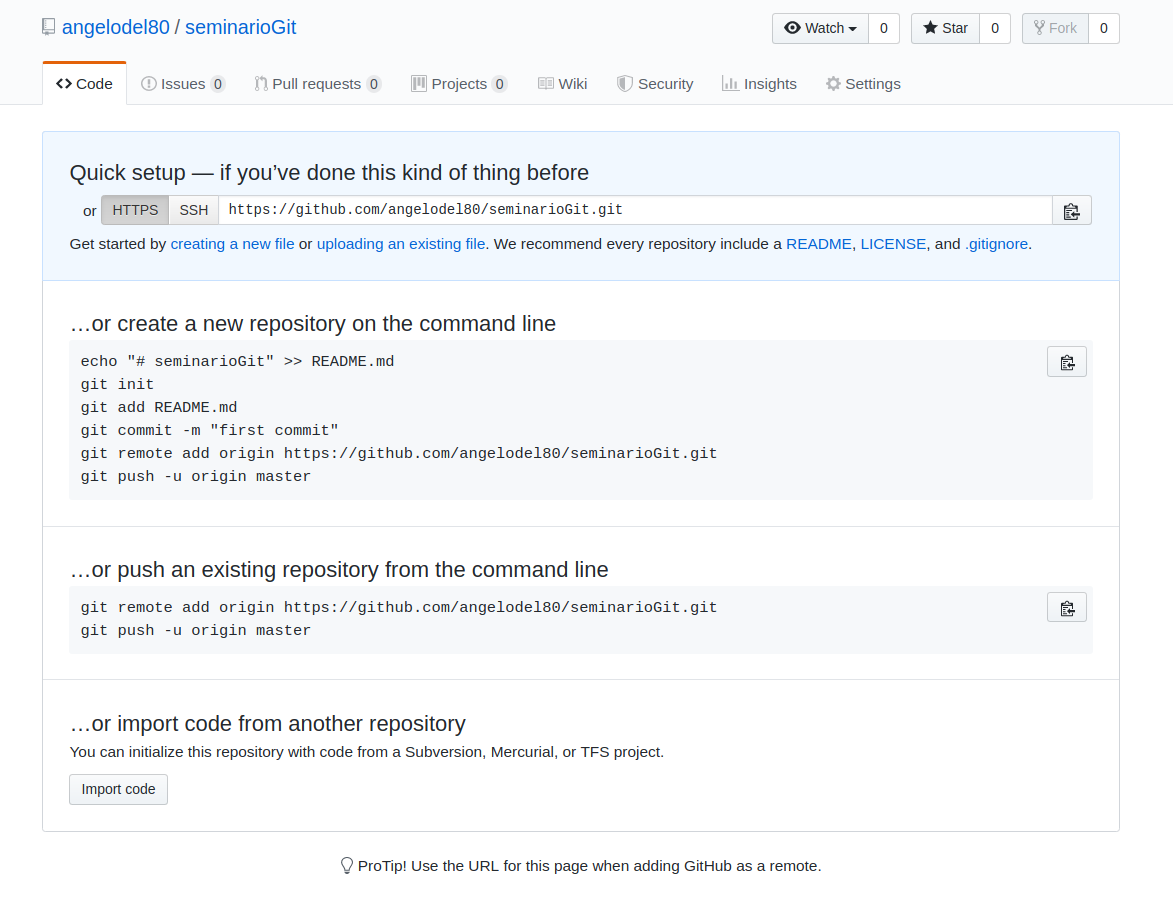 angelodel80 / seminarioGit
Watch 0 Star 0 Fork 0
Code Issues 0 Pull requests 0 Projects 0 Wiki Security Insights Settings
Quick setup — if you’ve done this kind of thing before
or HTTPS SSH https://github.com/angelodel80/seminarioGit.git
Get started by creating a new file or uploading an existing file. We recommend every repository include a README, LICENSE, and .gitignore.
…or create a new repository on the command line
echo "# seminarioGit" >> README.md
git init
git add README.md
git commit -m "first commit"
git remote add origin https://github.com/angelodel80/seminarioGit.git
git push -u origin master
…or push an existing repository from the command line
git remote add origin https://github.com/angelodel80/seminarioGit.git
git push -u origin master
…or import code from another repository
You can initialize this repository with code from a Subversion, Mercurial, or TFS project.
Import code
ProTip! Use the URL for this page when adding GitHub as a remote.